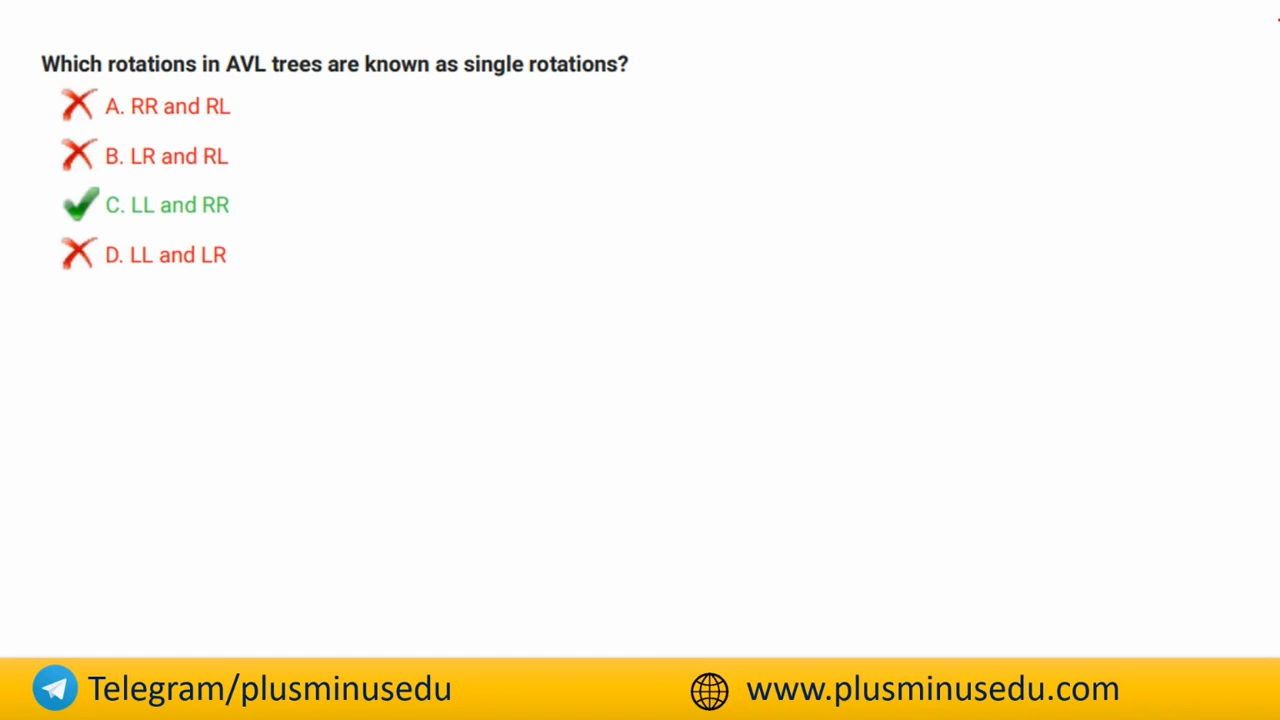 Which rotations in AVL trees are known as single rotations?
A. RR and RL
B. LR and RL
C. LL and RR
D. LL and LR
Telegram/plusminusedu
www.plusminusedu.com